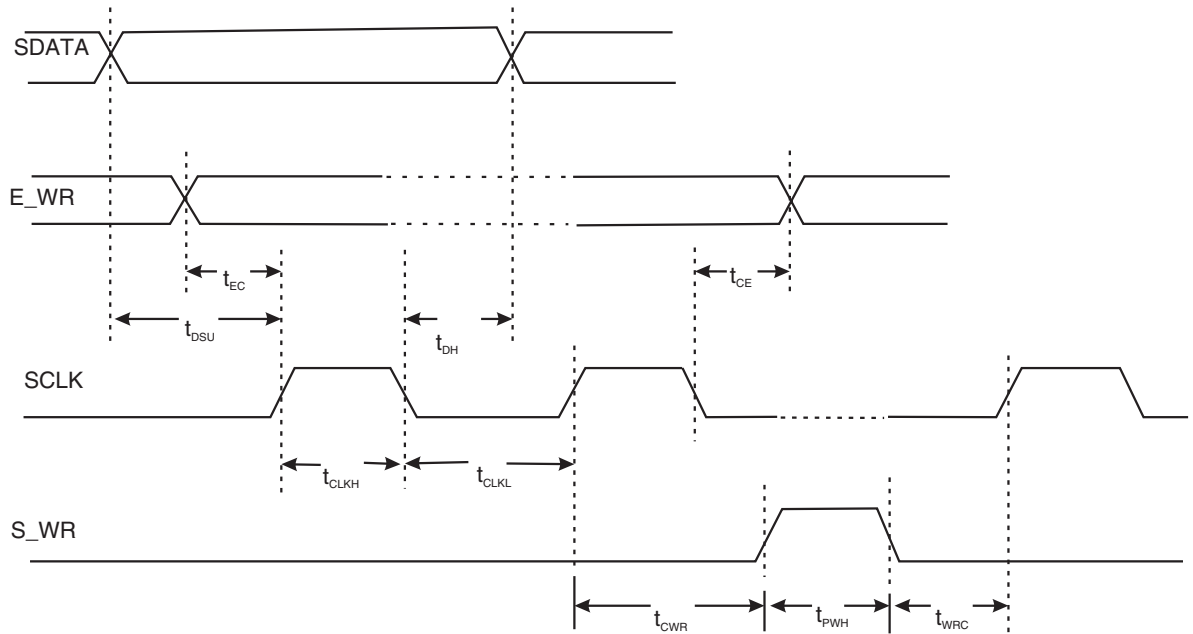 SDATA
E_WR
tEC
tCE
tDSU
tDH
SCLK
tCLKH
tCLKL
S_WR
tCWR
tPWH
tWRC